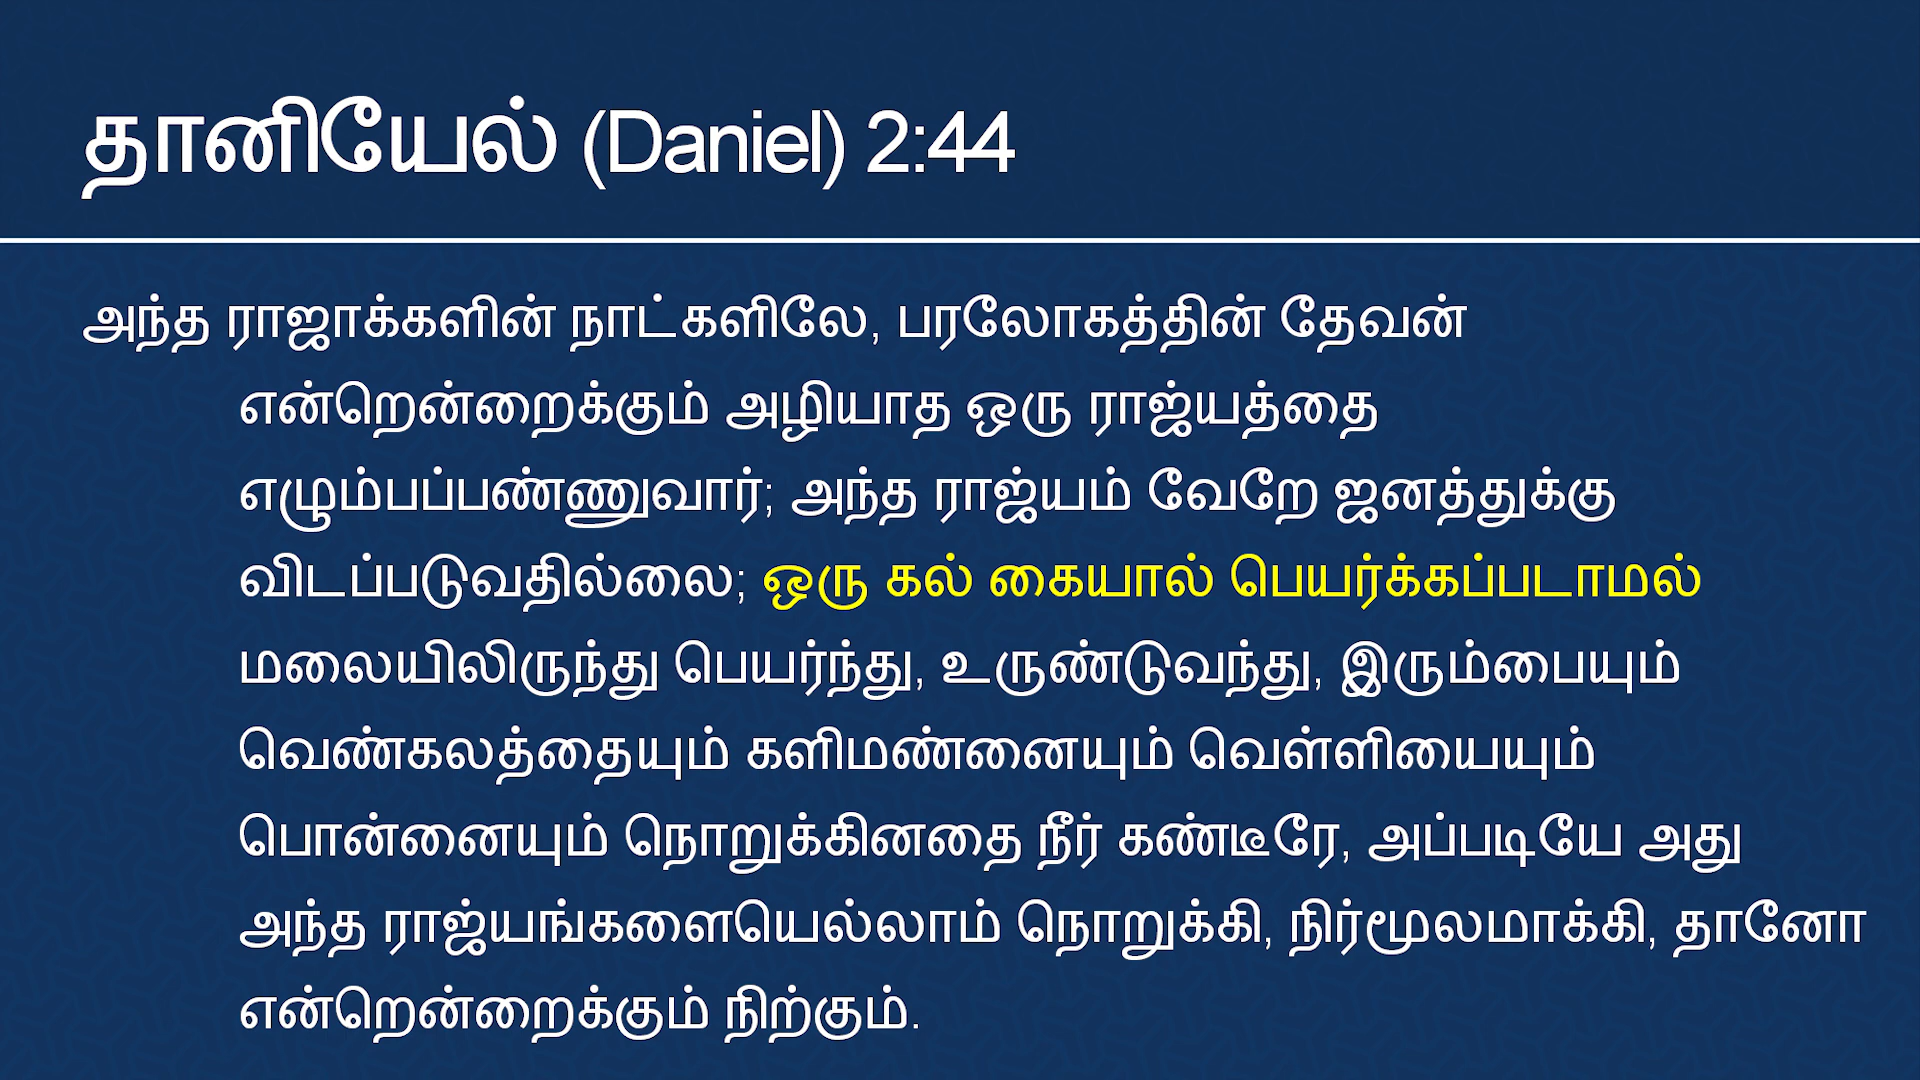 தானியேல் (Daniel) 2:44
அந்த ராஜாக்களின் நாட்களிலே, பரலோகத்தின் தேவன்
என்றென்றைக்கும் அழியாத ஒரு ராஜ்யத்தை
எழும்பப்பண்ணுவார்; அந்த ராஜ்யம் வேறே ஜனத்துக்கு
விடப்படுவதில்லை; ஒரு கல் கையால் பெயர்க்கப்படாமல்
மலையிலிருந்து பெயர்ந்து, உருண்டுவந்து, இரும்பையும்
வெண்கலத்தையும் களிமண்னையும் வெள்ளியையும்
பொன்னையும் நொறுக்கினதை நீர் கண்டீரே, அப்படியே அது
அந்த ராஜ்யங்களையெல்லாம் நொறுக்கி, நிர்மூலமாக்கி, தானோ
என்றென்றைக்கும் நிற்கும்.